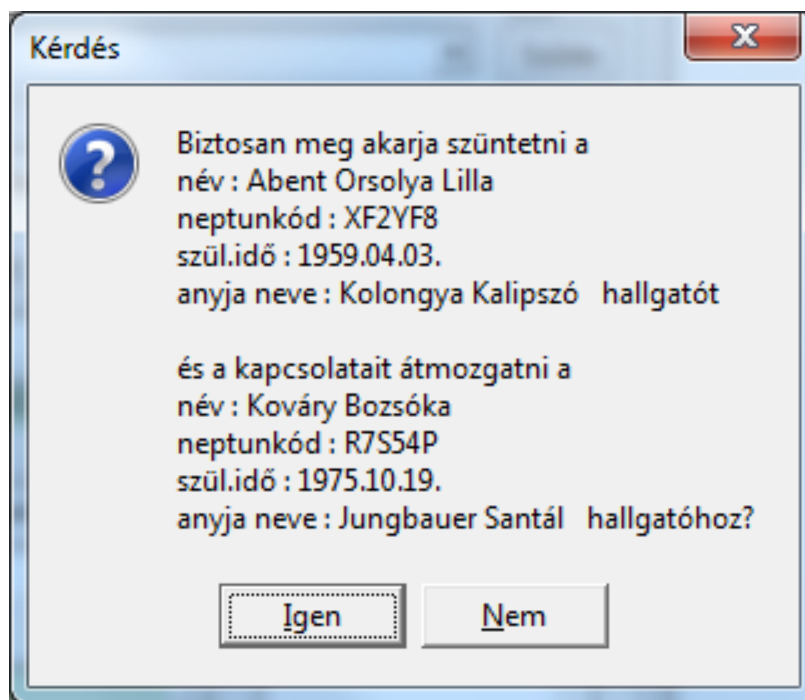 Kérdés
Biztosan meg akarja szüntetni a
név : Abent Orsolya Lilla
neptunkód : XF2YF8
szül.idő : 1959.04.03.
anyja neve : Kolongya Kalipszó hallgatót
és a kapcsolatait átmozgatni a
név : Kováry Bozsóka
neptunkód : R7S54P
szül.idő : 1975.10.19.
anyja neve : Jungbauer Santál hallgatóhoz?
Igen Nem